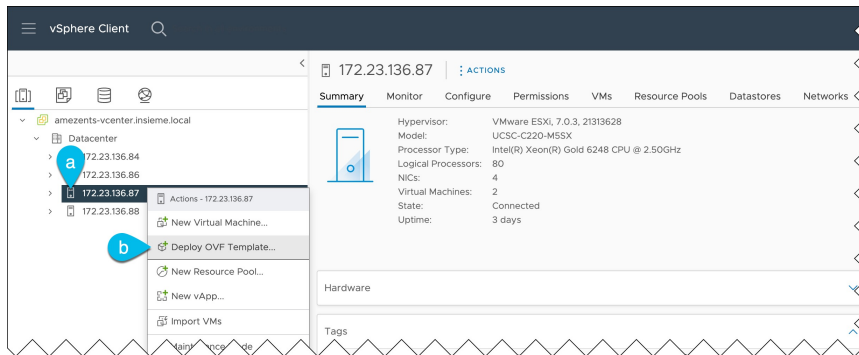 vSphere Client
172.23.136.87
ACTIONS
Summary Monitor Configure Permissions VMs Resource Pools Datastores Networks
amezents-vcenter.insieme.local
Datacenter
172.23.136.84
a
172.23.136.86
172.23.136.87
172.23.136.88
Actions - 172.23.136.87
New Virtual Machine...
b
Deploy OVF Template...
New Resource Pool...
New vApp...
Import VMs
Hypervisor: VMware ESXi, 7.0.3, 21313628
Model: UCSC-C220-M5SX
Processor Type: Intel(R) Xeon(R) Gold 6248 CPU @ 2.50GHz
Logical Processors: 80
NICs: 4
Virtual Machines: 2
State: Connected
Uptime: 3 days
Hardware
Tags